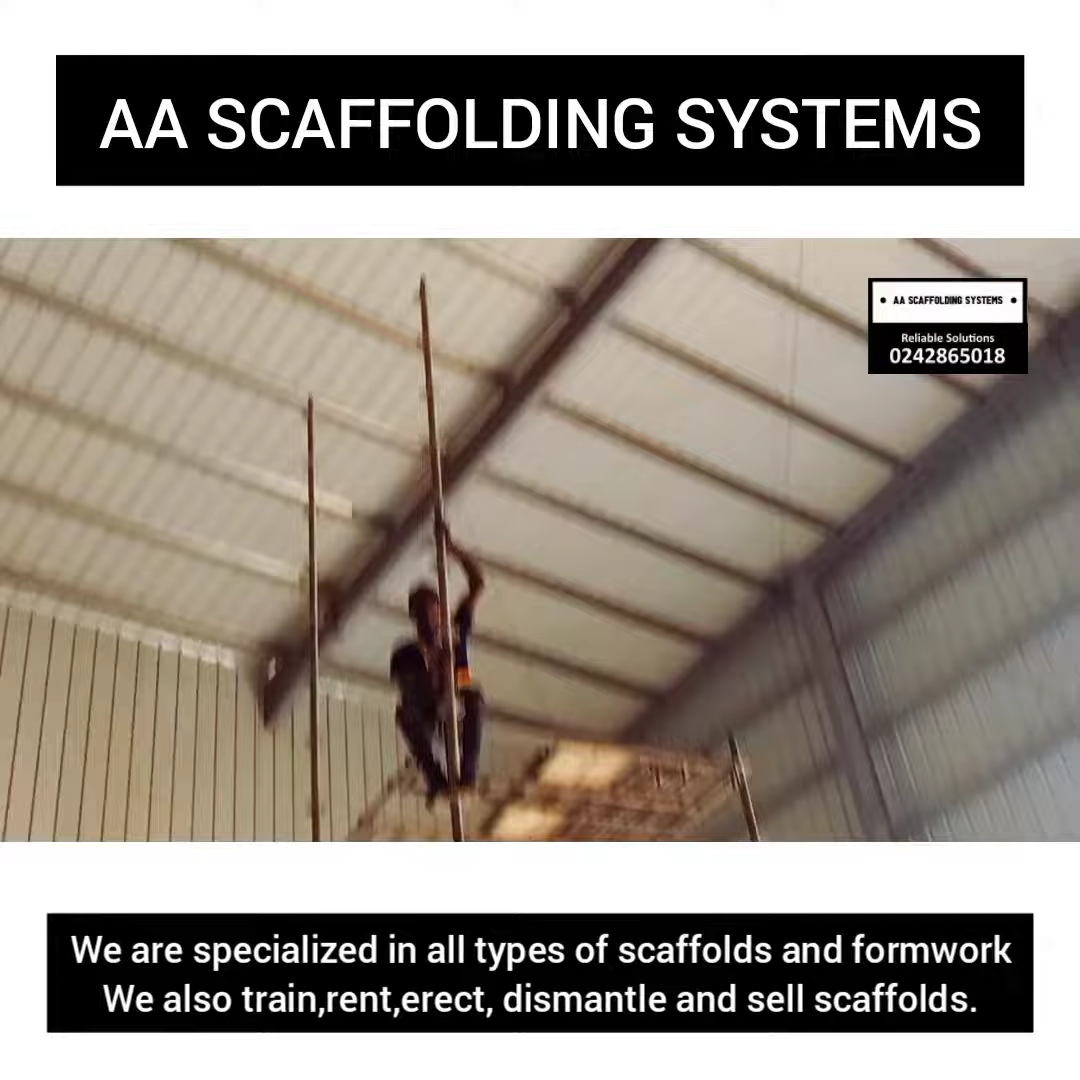 AA SCAFFOLDING SYSTEMS
• AA SCAFFOLDING SYSTEMS •
Reliable Solutions
0242865018
We are specialized in all types of scaffolds and formwork
We also train,rent,erect, dismantle and sell scaffolds.